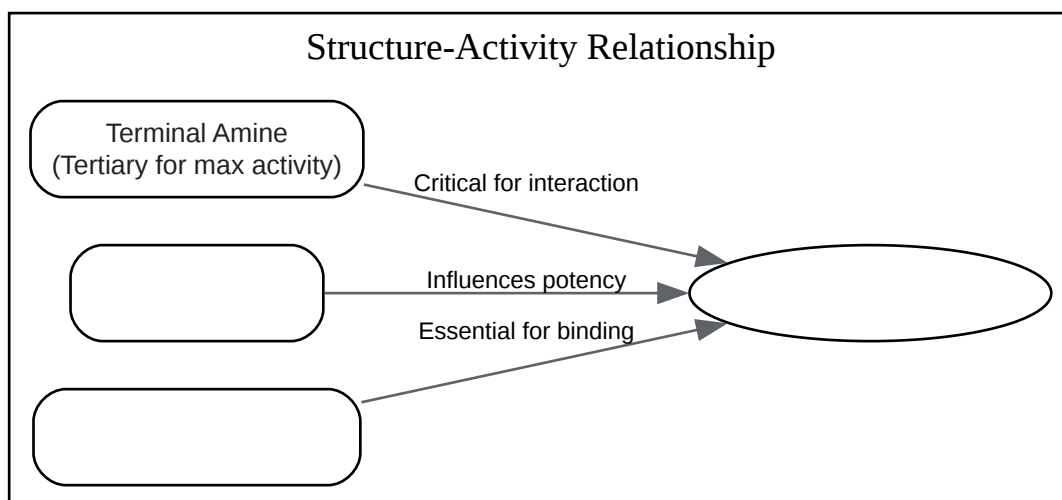 Structure-Activity Relationship
Terminal Amine
(Tertiary for max activity)
Critical for interaction
Influences potency
Essential for binding